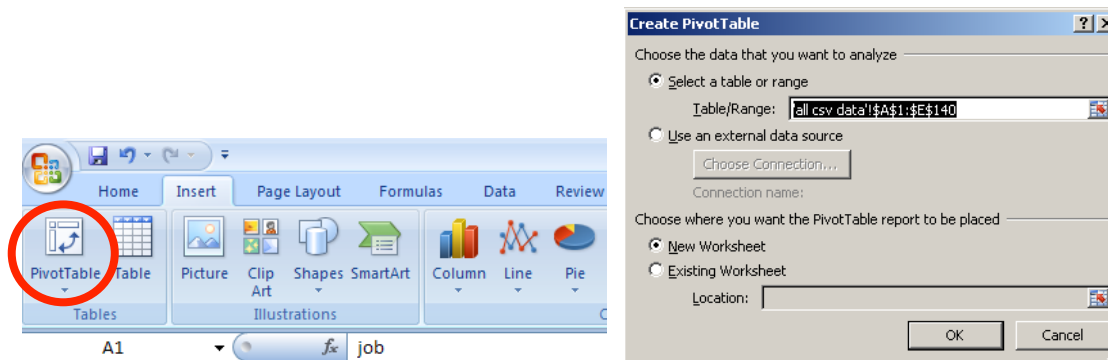 Home Insert Page Layout Formulas Data Review
PivotTable Table Picture Clip Art Shapes SmartArt Column Line Pie
Tables Illustrations
A1 fx job
Create PivotTable
Choose the data that you want to analyze
Select a table or range
Table/Range: 'all csv data'!$A$1:$E$140
Use an external data source
Choose Connection...
Connection name:
Choose where you want the PivotTable report to be placed
New Worksheet
Existing Worksheet
Location:
OK Cancel